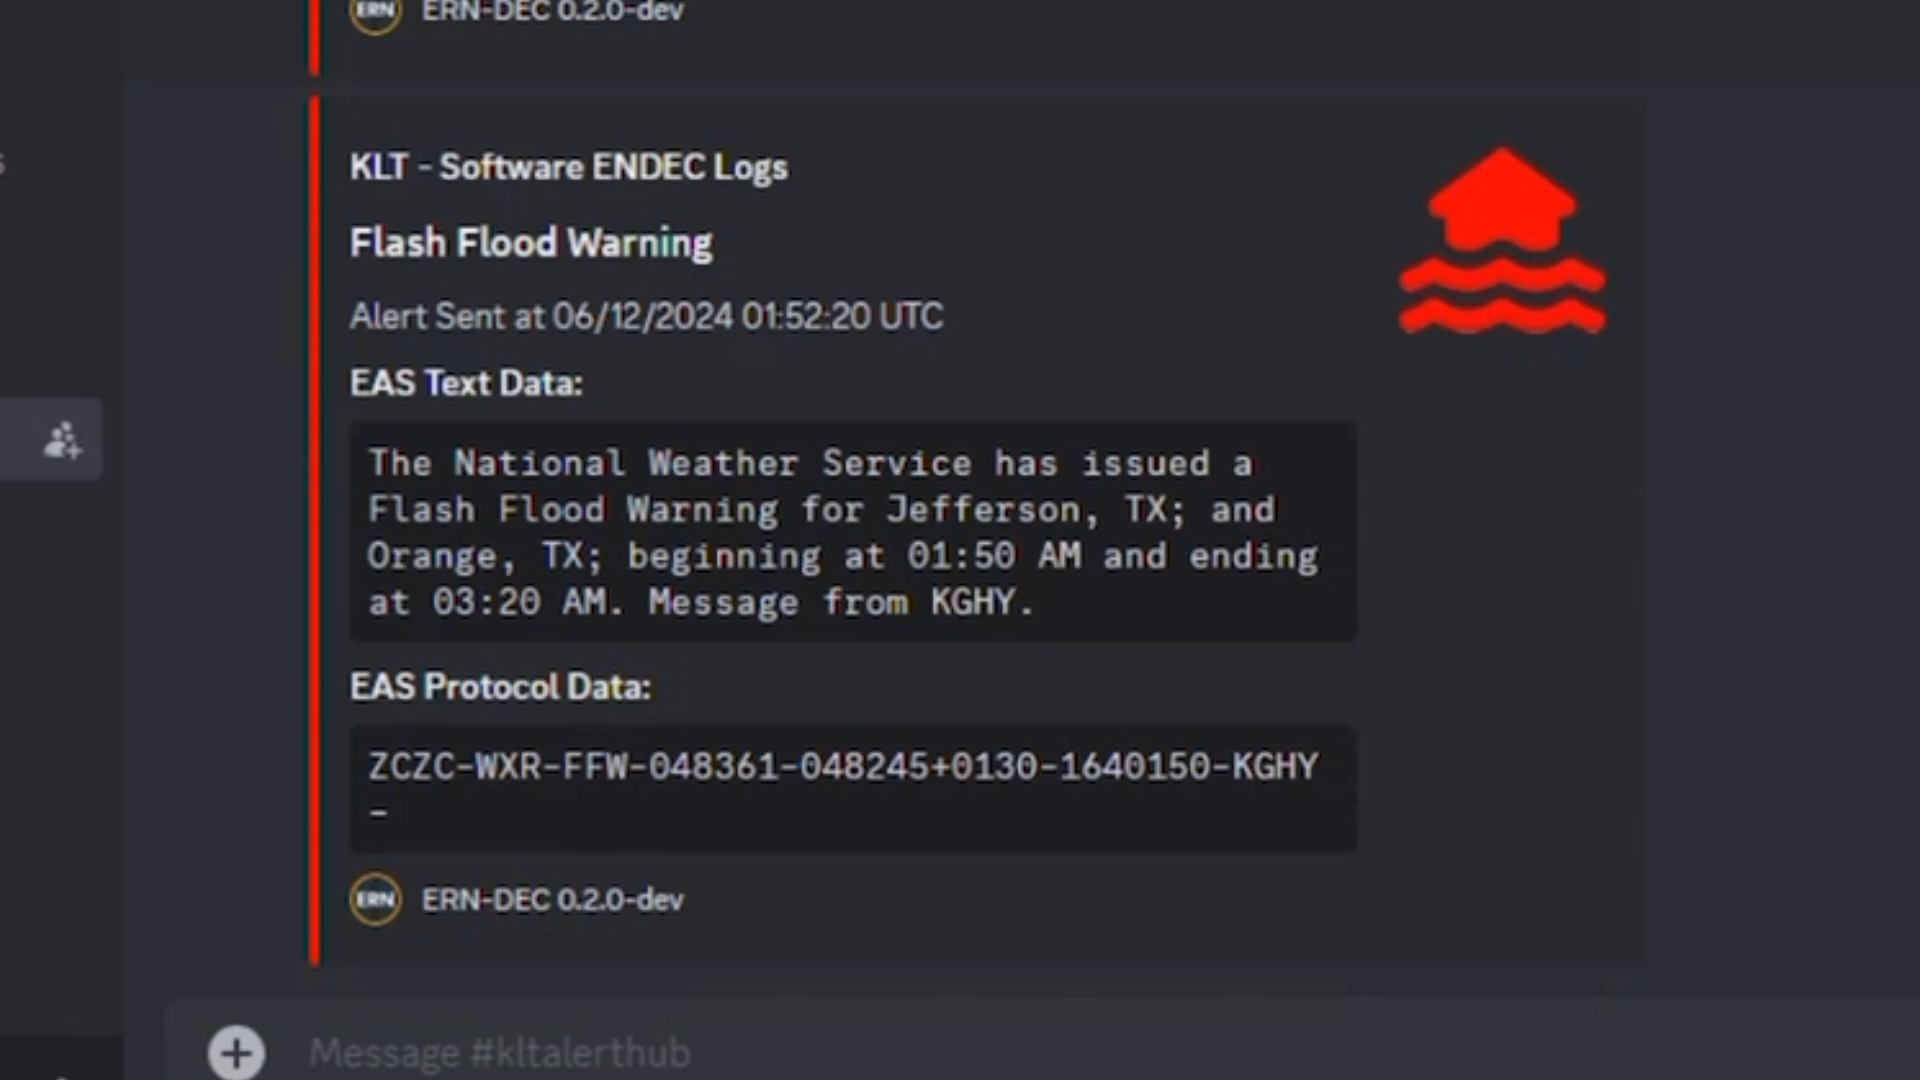 ERN ERN-DEC 0.2.0-dev
KLT - Software ENDEC Logs
Flash Flood Warning
Alert Sent at 06/12/2024 01:52:20 UTC
EAS Text Data:
The National Weather Service has issued a
Flash Flood Warning for Jefferson, TX; and
Orange, TX; beginning at 01:50 AM and ending
at 03:20 AM. Message from KGHY.
EAS Protocol Data:
ZCZC-WXR-FFW-048361-048245+0130-1640150-KGHY
-
ERN ERN-DEC 0.2.0-dev
Message #kltalerthub